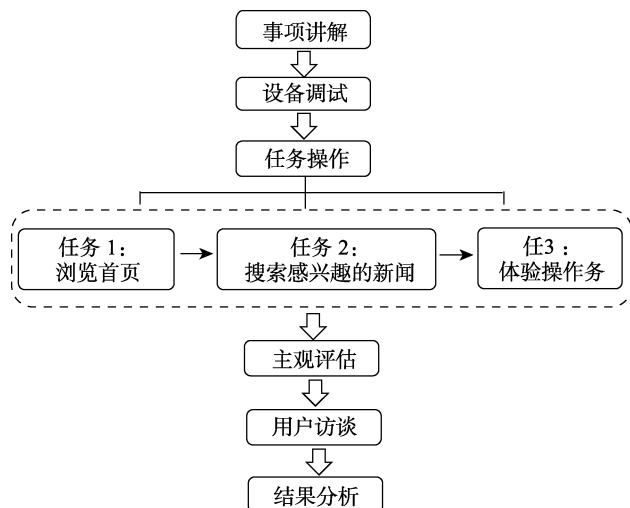 事项讲解
设备调试
任务操作
任务 1：
浏览首页
任务 2：
搜索感兴趣的新闻
任3 ：
体验操作务
主观评估
用户访谈
结果分析